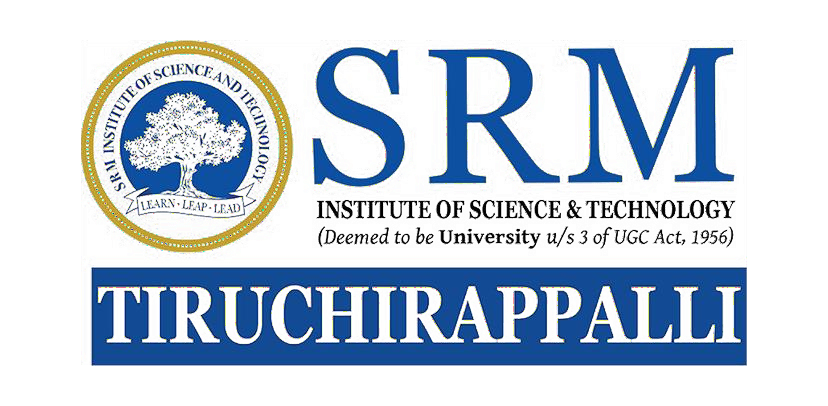 SRM INSTITUTE OF SCIENCE AND TECHNOLOGY
LEARN · LEAP · LEAD
SRM
INSTITUTE OF SCIENCE & TECHNOLOGY
(Deemed to be University u/s 3 of UGC Act, 1956)
TIRUCHIRAPPALLI